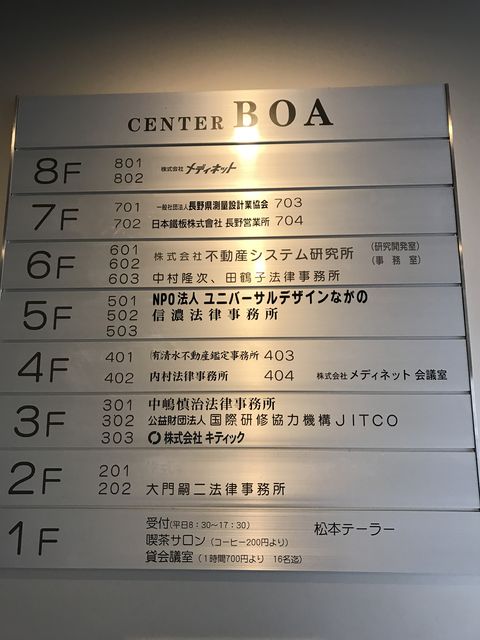 CENTER BOA
8F 801 株式会社 メディネット
802
7F 701 一般社団法人 長野県測量設計業協会 703
702 日本鐵板株式會社 長野営業所 704
6F 601 株式会社 不動産システム研究所 (研究開発室)
602 (事務室)
603 中村隆次、田鶴子法律事務所
5F 501 NPO法人 ユニバーサルデザインながの
502 信濃法律事務所
503
4F 401 ㈲清水不動産鑑定事務所 403
402 内村法律事務所 404 株式会社 メディネット 会議室
3F 301 中嶋慎治法律事務所
302 公益財団法人 国際研修協力機構 JITCO
303 株式会社 キティック
2F 201
202 大門嗣二法律事務所
1F 受付(平日8:30~17:30) 松本テーラー
喫茶サロン(コーヒー200円より)
貸会議室(1時間700円より 16名迄)